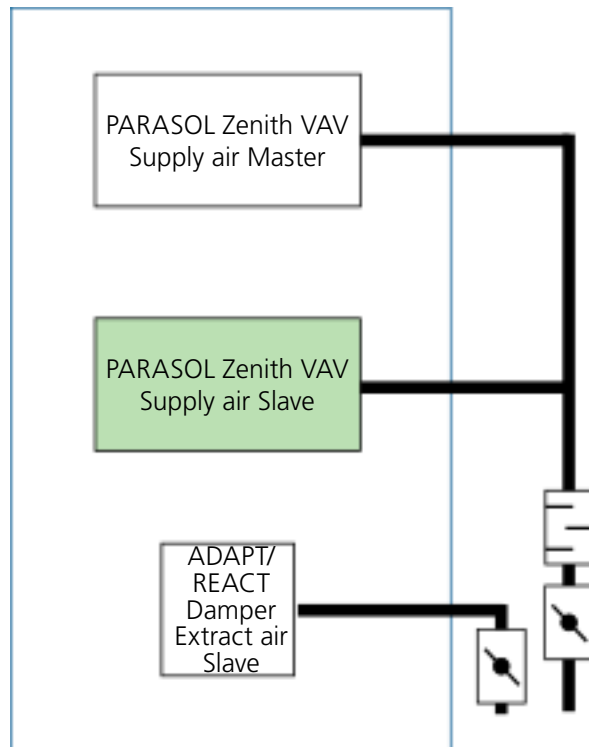 PARASOL Zenith VAV
Supply air Master
PARASOL Zenith VAV
Supply air Slave
ADAPT/
REACT
Damper
Extract air
Slave